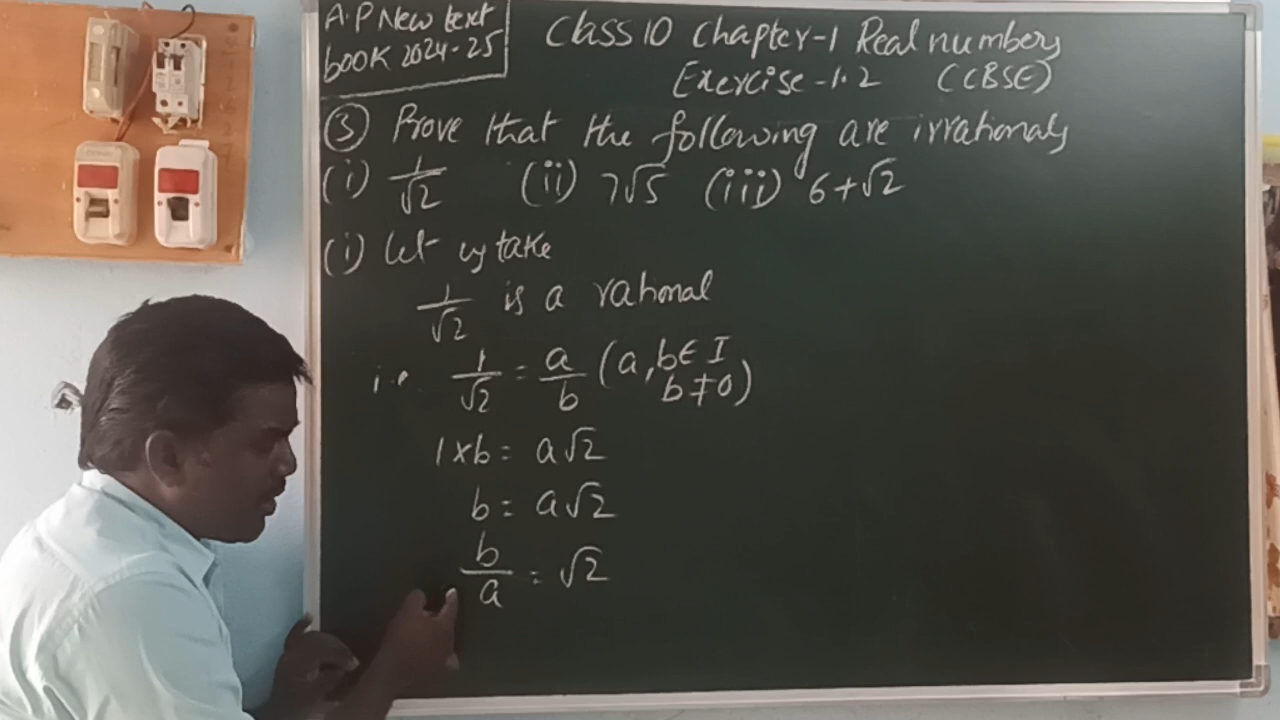 A.P New text
book 2024-25
Class 10 Chapter-1 Real numbers
Exercise-1.2 (CBSE)
③ Prove that the following are irrationals
(i) 1/√2 (ii) 7√5 (iii) 6+√2
(i) Let us take
1/√2 is a rational
i.e. 1/√2 = a/b (a, b∈ I b≠0)
1×b= a√2
b= a√2
b/a = √2